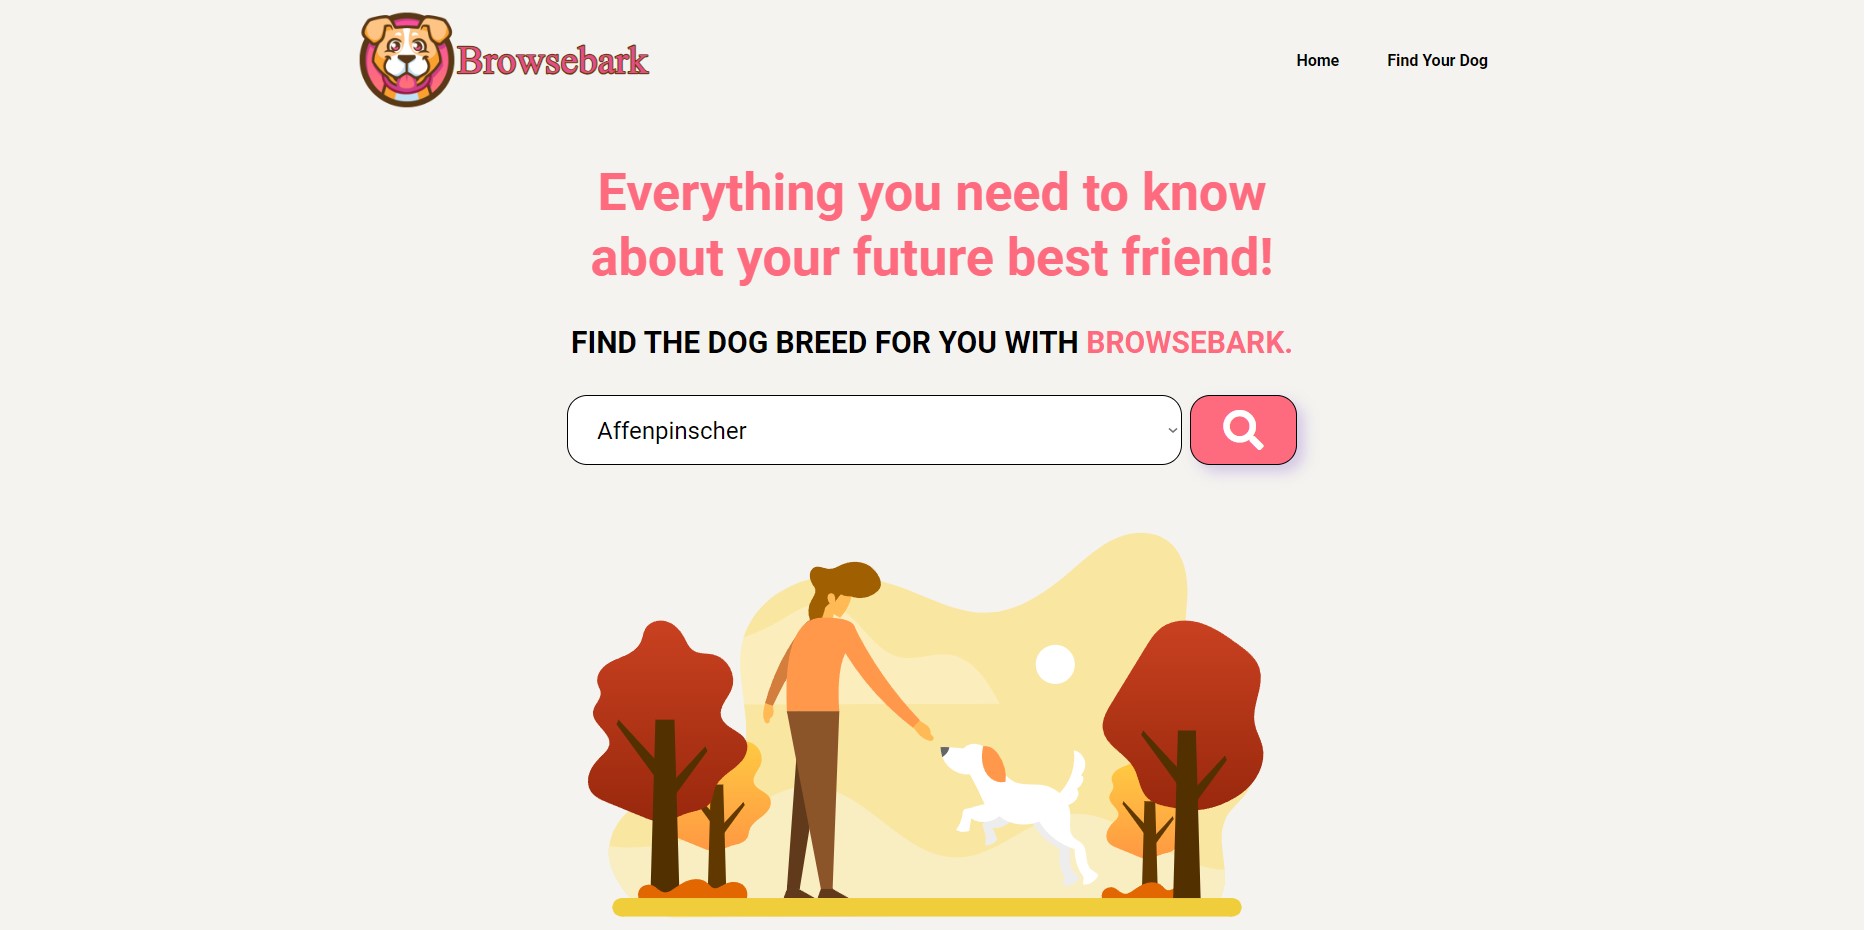 Browsebark
Home
Find Your Dog
Everything you need to know
about your future best friend!
FIND THE DOG BREED FOR YOU WITH BROWSEBARK.
Affenpinscher